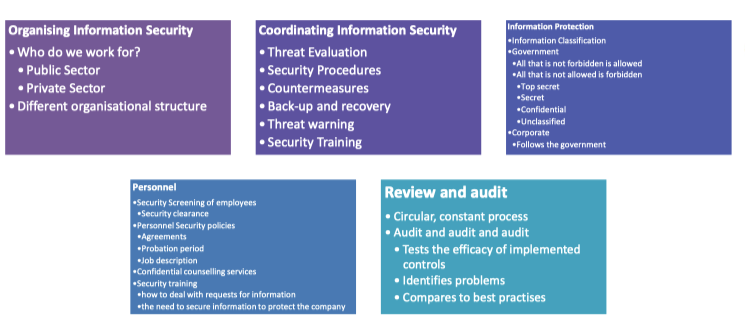 Organising Information Security
• Who do we work for?
• Public Sector
• Private Sector
• Different organisational structure
Coordinating Information Security
• Threat Evaluation
• Security Procedures
• Countermeasures
• Back-up and recovery
• Threat warning
• Security Training
Information Protection
•Information Classification
•Government
•All that is not forbidden is allowed
•All that is not allowed is forbidden
•Top secret
•Secret
•Confidential
•Unclassified
•Corporate
•Follows the government
Personnel
•Security Screening of employees
•Security clearance
•Personnel Security policies
•Agreements
•Probation period
•Job description
•Confidential counselling services
•Security training
•how to deal with requests for information
•the need to secure information to protect the company
Review and audit
• Circular, constant process
• Audit and audit and audit
• Tests the efficacy of implemented
controls
• Identifies problems
• Compares to best practises